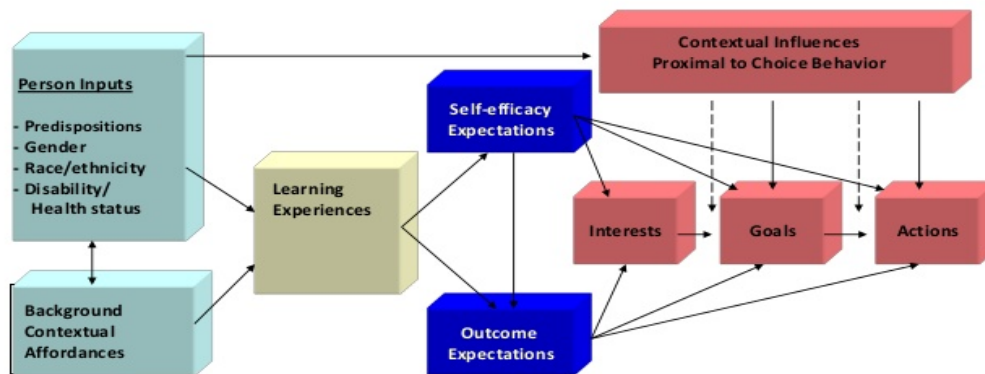 Person Inputs
- Predispositions
- Gender
- Race/ethnicity
- Disability/
Health status
Background
Contextual
Affordances
Learning
Experiences
Self-efficacy
Expectations
Outcome
Expectations
Contextual Influences
Proximal to Choice Behavior
Interests
Goals
Actions